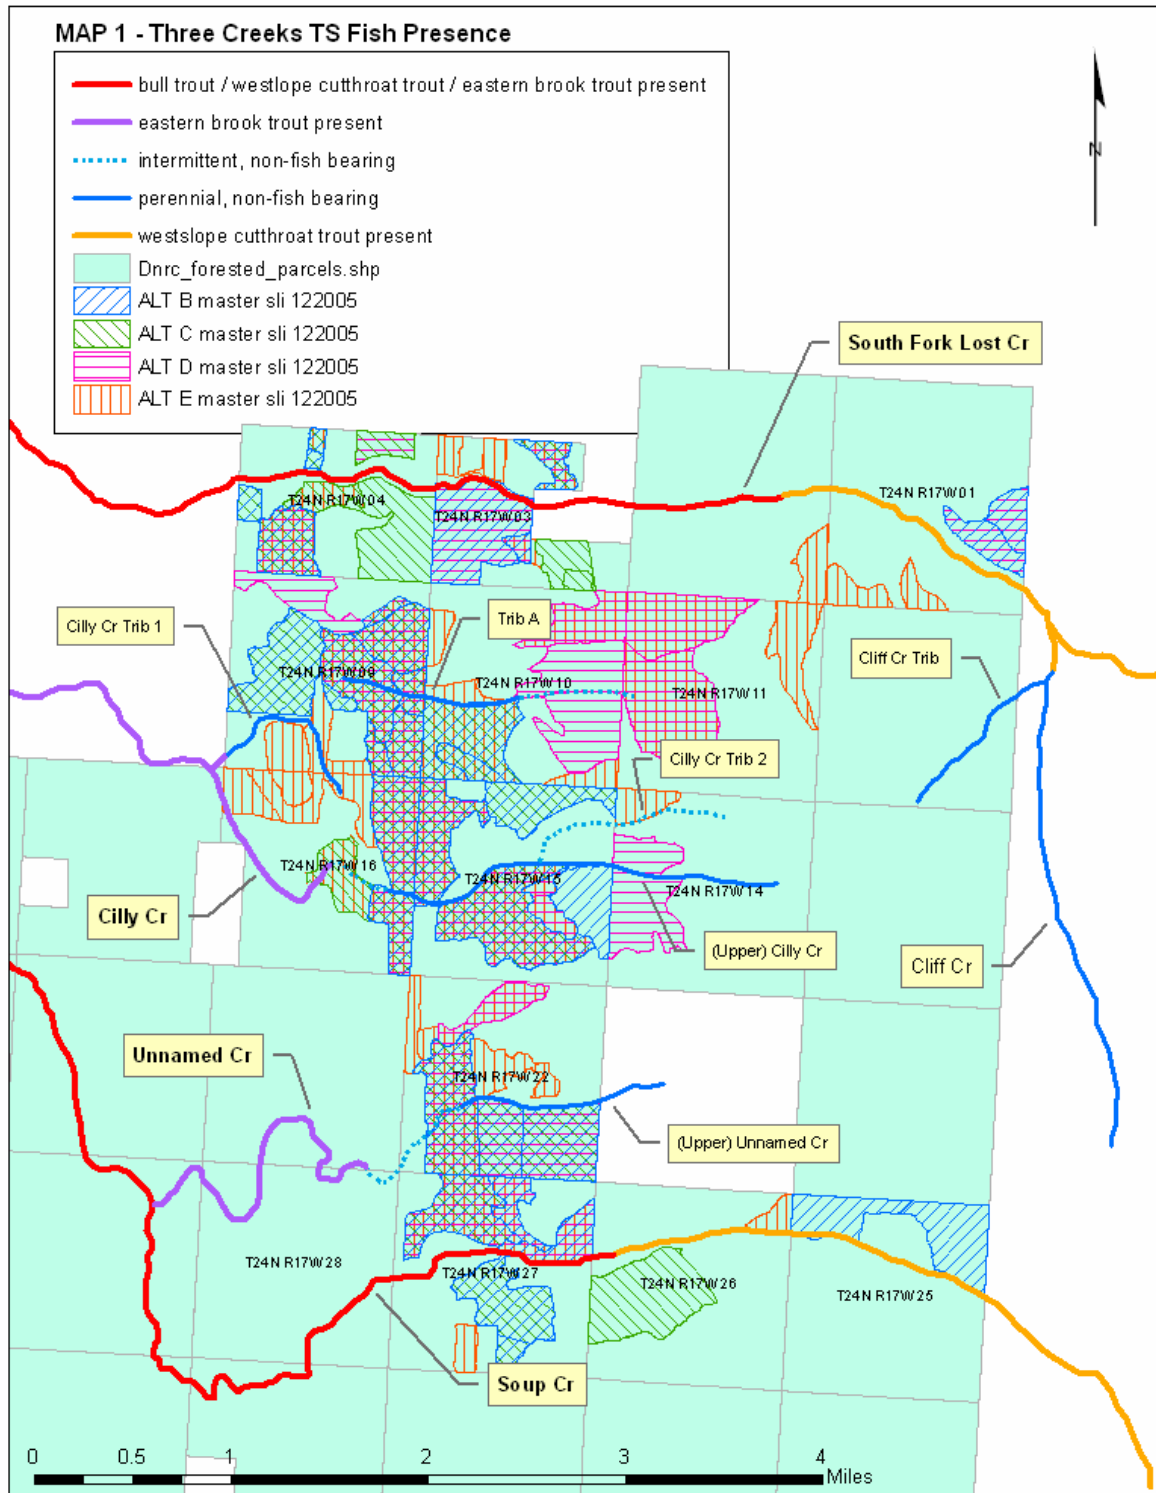 MAP 1 - Three Creeks TS Fish Presence
bull trout / westlope cutthroat trout / eastern brook trout present
eastern brook trout present
intermittent, non-fish bearing
perennial, non-fish bearing
westslope cutthroat trout present
Dnrc_forested_parcels.shp
ALT B master sli 122005
ALT C master sli 122005
ALT D master sli 122005
ALT E master sli 122005
N
South Fork Lost Cr
T24N R17W04
T24N R17W03
T24N R17W01
Cilly Cr Trib 1
Trib A
Cliff Cr Trib
T24N R17W09
T24N R17W10
T24N R17W11
Cilly Cr Trib 2
T24N R17W16
T24N R17W15
T24N R17W14
Cilly Cr
(Upper) Cilly Cr
Cliff Cr
Unnamed Cr
T24N R17W22
(Upper) Unnamed Cr
T24N R17W28
T24N R17W27
T24N R17W26
T24N R17W25
Soup Cr
0 0.5 1 2 3 4
Miles